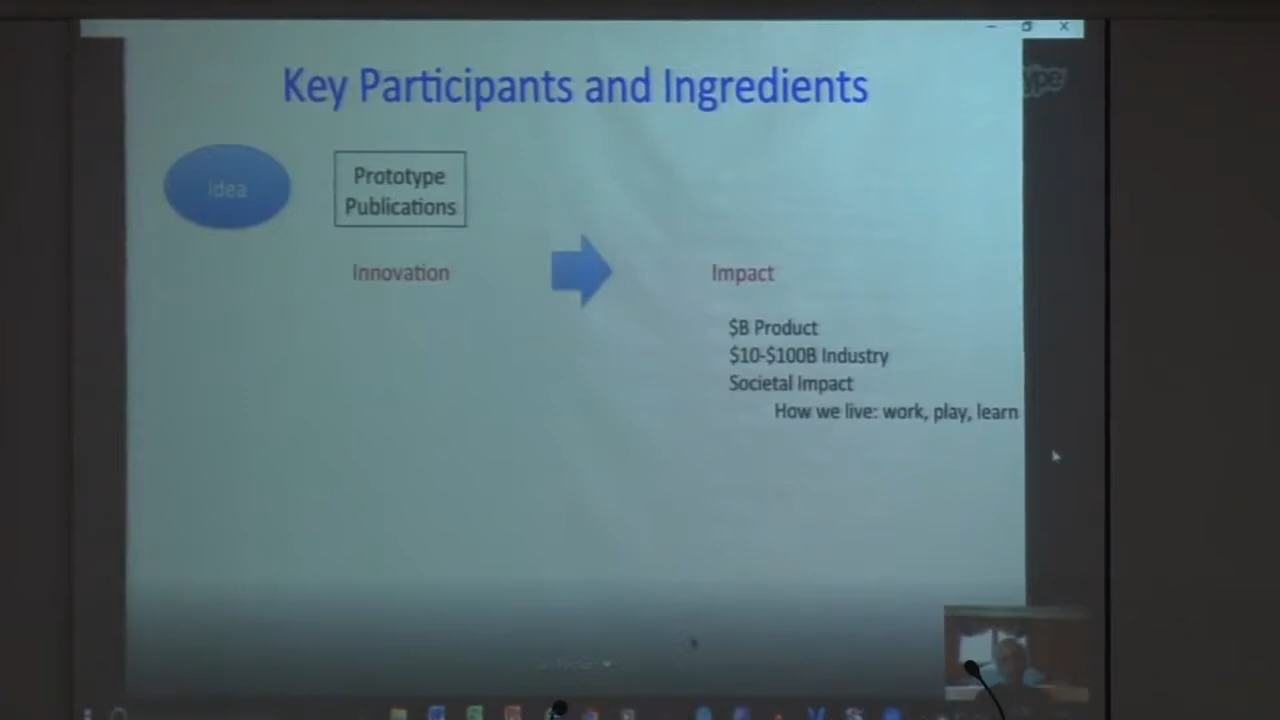 Key Participants and Ingredients
Idea
Prototype
Publications
Innovation
Impact
$B Product
$10-$100B Industry
Societal Impact
How we live: work, play, learn
ype